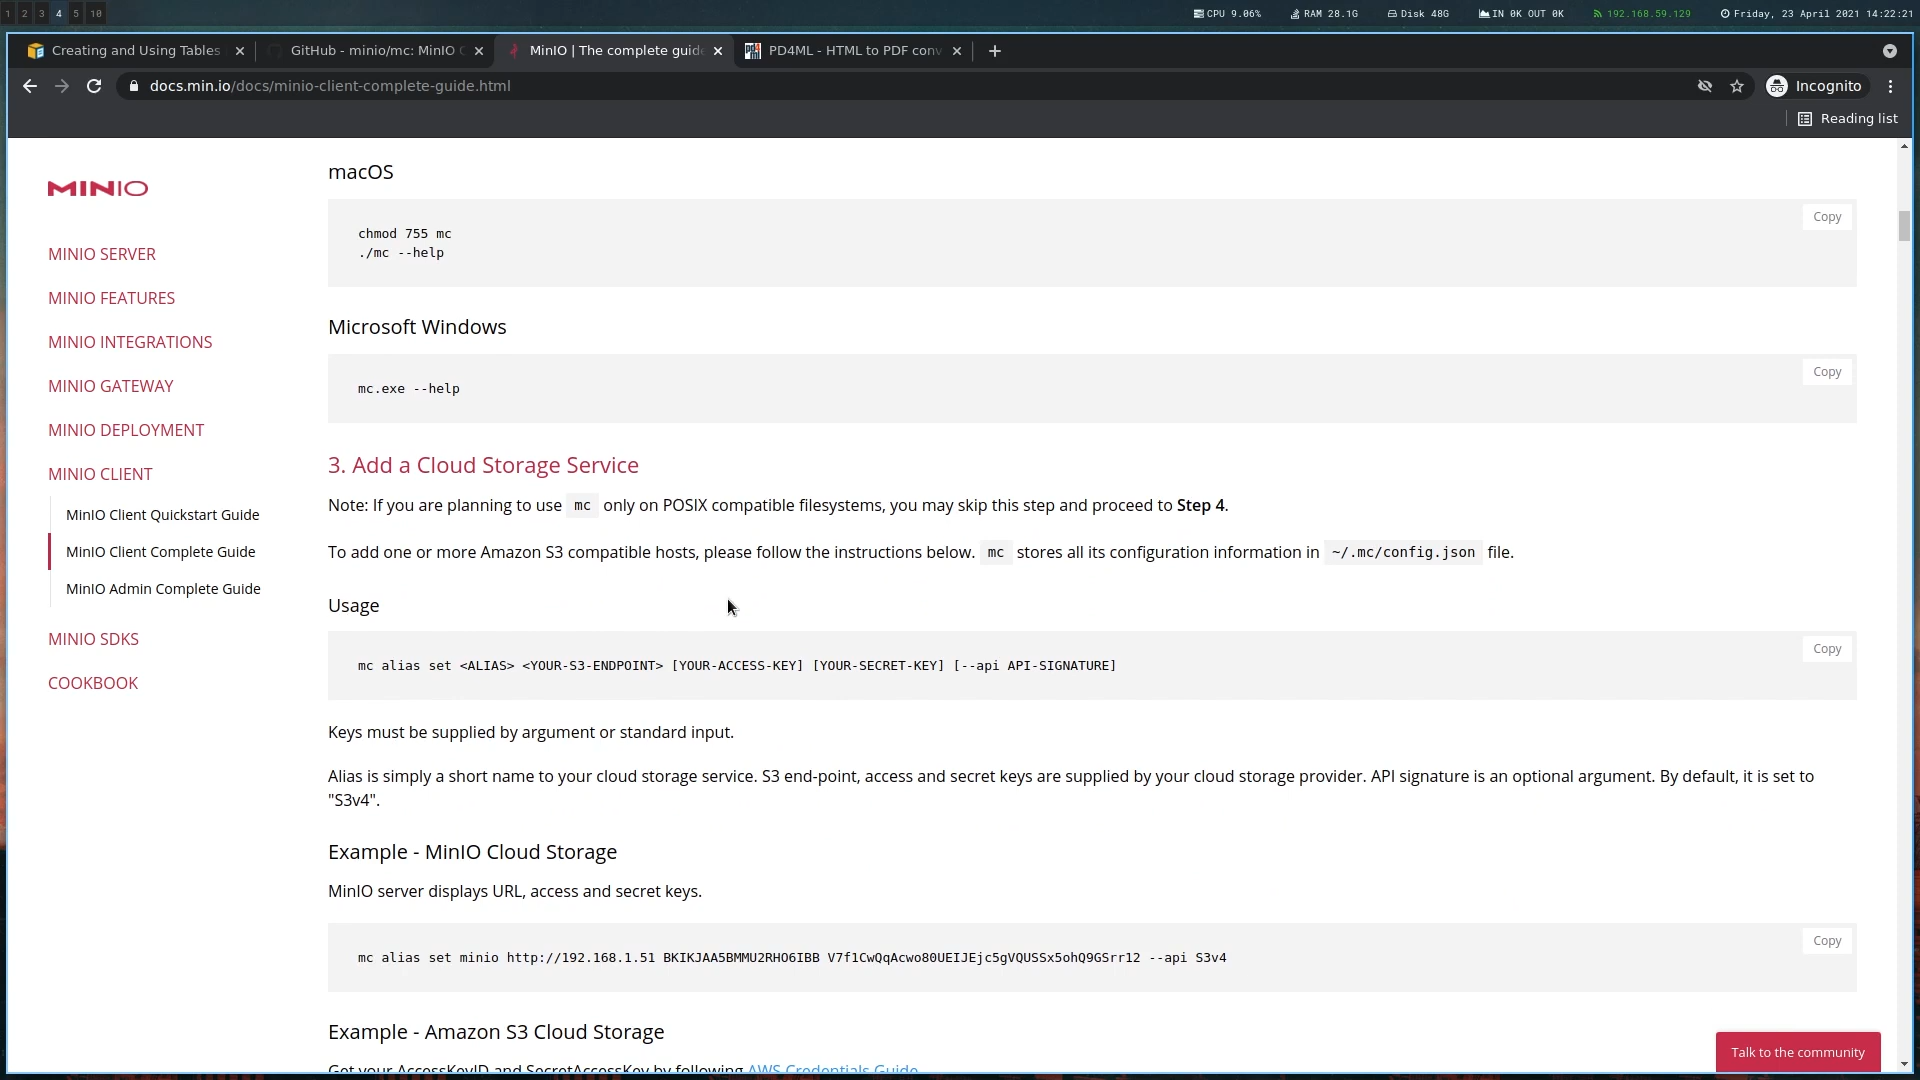 1 2 3 4 5 10
CPU 9.06% RAM 28.1G Disk 48G IN 0K OUT 0K 192.168.59.129 Friday, 23 April 2021 14:22:21
Creating and Using Tables
GitHub - minio/mc: MinIO C
MinIO | The complete guide
PD4ML - HTML to PDF conv
docs.min.io/docs/minio-client-complete-guide.html
Incognito
Reading list
MINIO
MINIO SERVER
MINIO FEATURES
MINIO INTEGRATIONS
MINIO GATEWAY
MINIO DEPLOYMENT
MINIO CLIENT
MinIO Client Quickstart Guide
MinIO Client Complete Guide
MinIO Admin Complete Guide
MINIO SDKS
COOKBOOK
macOS
Copy
chmod 755 mc
./mc --help
Microsoft Windows
Copy
mc.exe --help
3. Add a Cloud Storage Service
Note: If you are planning to use mc only on POSIX compatible filesystems, you may skip this step and proceed to Step 4.
To add one or more Amazon S3 compatible hosts, please follow the instructions below. mc stores all its configuration information in ~/.mc/config.json file.
Usage
Copy
mc alias set <ALIAS> <YOUR-S3-ENDPOINT> [YOUR-ACCESS-KEY] [YOUR-SECRET-KEY] [--api API-SIGNATURE]
Keys must be supplied by argument or standard input.
Alias is simply a short name to your cloud storage service. S3 end-point, access and secret keys are supplied by your cloud storage provider. API signature is an optional argument. By default, it is set to
"S3v4".
Example - MinIO Cloud Storage
MinIO server displays URL, access and secret keys.
Copy
mc alias set minio http://192.168.1.51 BKIKJAA5BMMU2RHO6IBB V7f1CwQqAcwo80UEIJEjc5gVQUSSx5ohQ9GSrr12 --api S3v4
Example - Amazon S3 Cloud Storage
Get your AccessKeyID and SecretAccessKey by following AWS Credentials Guide
Talk to the community